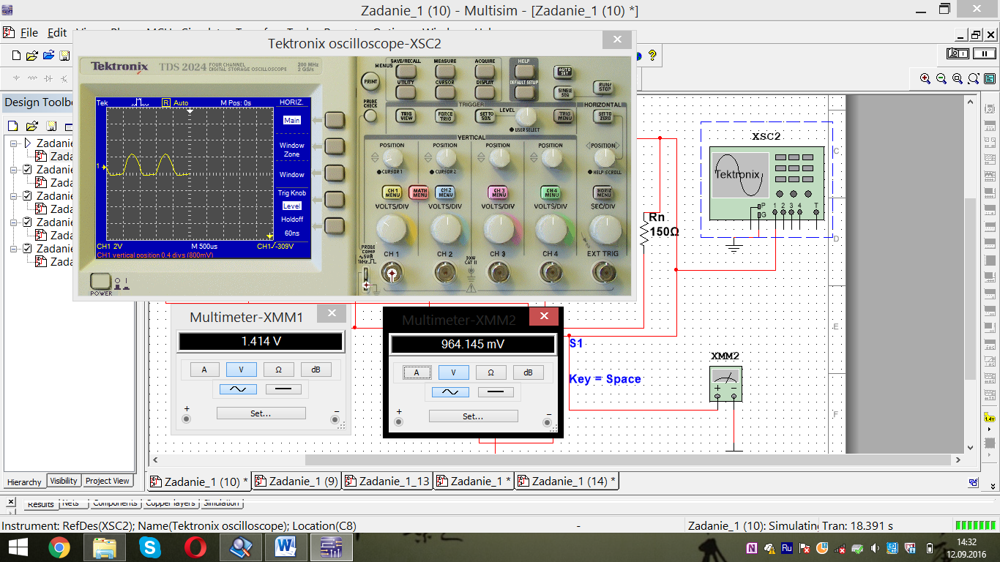 Zadanie_1 (10) - Multisim - [Zadanie_1 (10) *]
File Edit
Tektronix oscilloscope-XSC2
Tektronix TDS 2024 FOUR CHANNEL DIGITAL STORAGE OSCILLOSCOPE 200 MHz 2 GS/s
Tek R Auto M Pos: 0s HORIZ.
Main
Window Zone
Window
Trig Knob
Level
Holdoff
60ns
1
CH1 2V M 500us CH1 -309V
CH1 vertical position 0.4 divs (800mV)
POWER
MENUS SAVE/RECALL MEASURE ACQUIRE HELP
PRINT AUTO SET
UTILITY CURSOR DISPLAY DEFAULT SETUP SINGLE SEQ RUN/STOP
PROBE CHECK
TRIGGER LEVEL HORIZONTAL
TRIG VIEW FORCE TRIG SET TO 50% USER SELECT TRIG MENU SET TO ZERO
VERTICAL
POSITION POSITION POSITION POSITION POSITION
CURSOR 1 CURSOR 2 HELP SCROLL
CH 1 MENU MATH MENU CH 2 MENU CH 3 MENU CH 4 MENU HORIZ MENU
VOLTS/DIV VOLTS/DIV VOLTS/DIV VOLTS/DIV SEC/DIV
PROBE COMP ~5V 1kHz
CH 1 CH 2 300V CAT II CH 3 CH 4 EXT TRIG
Design Toolb
Zadanie
Zada
Zadanie
Zada
Zadanie
Zada
Zadanie
Zada
Zadanie
Zada
Hierarchy Visibility Project View
XSC2
Tektronix
P
G
1 2 3 4 T
Rn
150Ω
C
D
E
F
Multimeter-XMM1
1.414 V
A V Ω dB
Set...
+ −
Multimeter-XMM2
964.145 mV
A V Ω dB
Set...
+ −
S1
Key = Space
XMM2
+ −
1.4v
Zadanie_1 (10) * Zadanie_1 (9) Zadanie_1_13 Zadanie_1 * Zadanie_1 (14) *
Results Nets Components Copper layers Simulation
Instrument: RefDes(XSC2); Name(Tektronix oscilloscope); Location(C8) - Zadanie_1 (10): Simulating Tran: 18.391 s
Ru
14:32
12.09.2016